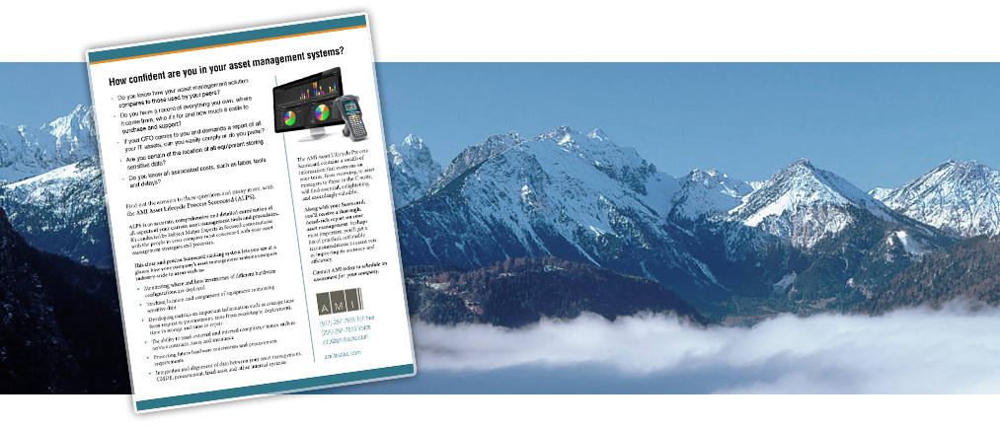 How confident are you in your asset management systems?
Do you know how your asset management solution
compares to those used by your peers?
Do you have a record of everything you own, where
it came from, who it's for and how much it costs to
purchase and support?
If your CFO comes to you and demands a report of all
your IT assets, can you easily comply or do you panic?
Are you certain of the location of all equipment storing
sensitive data?
Do you know all associated costs, such as labor, tools
and delays?
Find out the answers to these questions and many more, with
the AMI Asset Lifecycle Process Scorecard (ALPS).
ALPS is an accurate, comprehensive and detailed examination of
all aspects of your current asset management tools and procedures.
It's conducted by Subject Matter Experts in focused conversations
with the people in your company most concerned with your asset
management strategies and processes.
This clear and precise Scorecard ranking system lets you see at a
glance how your company's asset management systems compare
industry-wide in areas such as:
Monitoring where and how inventories of different hardware
configurations are deployed
Tracking location and assignment of equipment containing
sensitive data
Developing metrics on important information such as average time
from request to procurement, time from receiving to deployment,
time in storage and time in repair
The ability to track external and internal compliance issues such as
service contracts, taxes and insurance
Projecting future hardware retirements and procurement
requirements
Integration and alignment of data between your asset management,
CMDB, procurement, fixed asset and other internal systems
The AMI Asset Lifecycle Process
Scorecard contains a wealth of
information that everyone on
your team, from receiving, to asset
managers to those in the C-suite,
will find essential, enlightening
and exceedingly valuable.
Along with your Scorecard,
you'll receive a thorough,
detail-rich report on your
asset management. Perhaps
most important, you'll get a
list of practical, actionable
recommendations to assist you
in improving its accuracy and
efficiency.
Contact AMI today to schedule an
assessment for your company.
AMI
(877) 297-7815 Toll free
(205) 297-7815 Voice
info@amitracks.com
amitracks.com